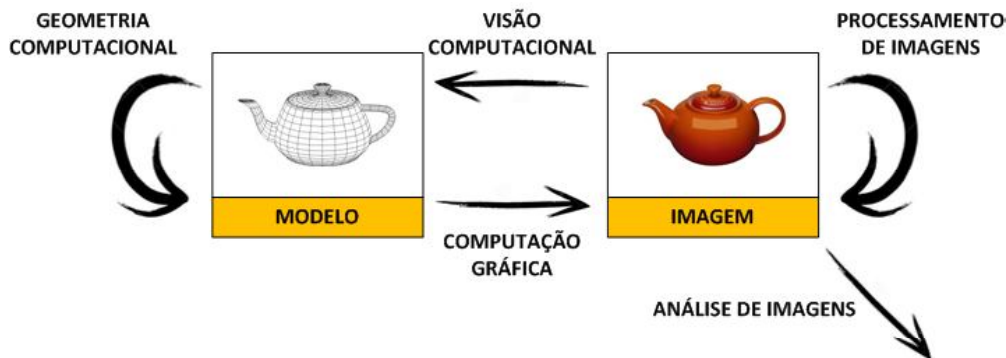 GEOMETRIA
COMPUTACIONAL
VISÃO
COMPUTACIONAL
PROCESSAMENTO
DE IMAGENS
MODELO
IMAGEM
COMPUTAÇÃO
GRÁFICA
ANÁLISE DE IMAGENS